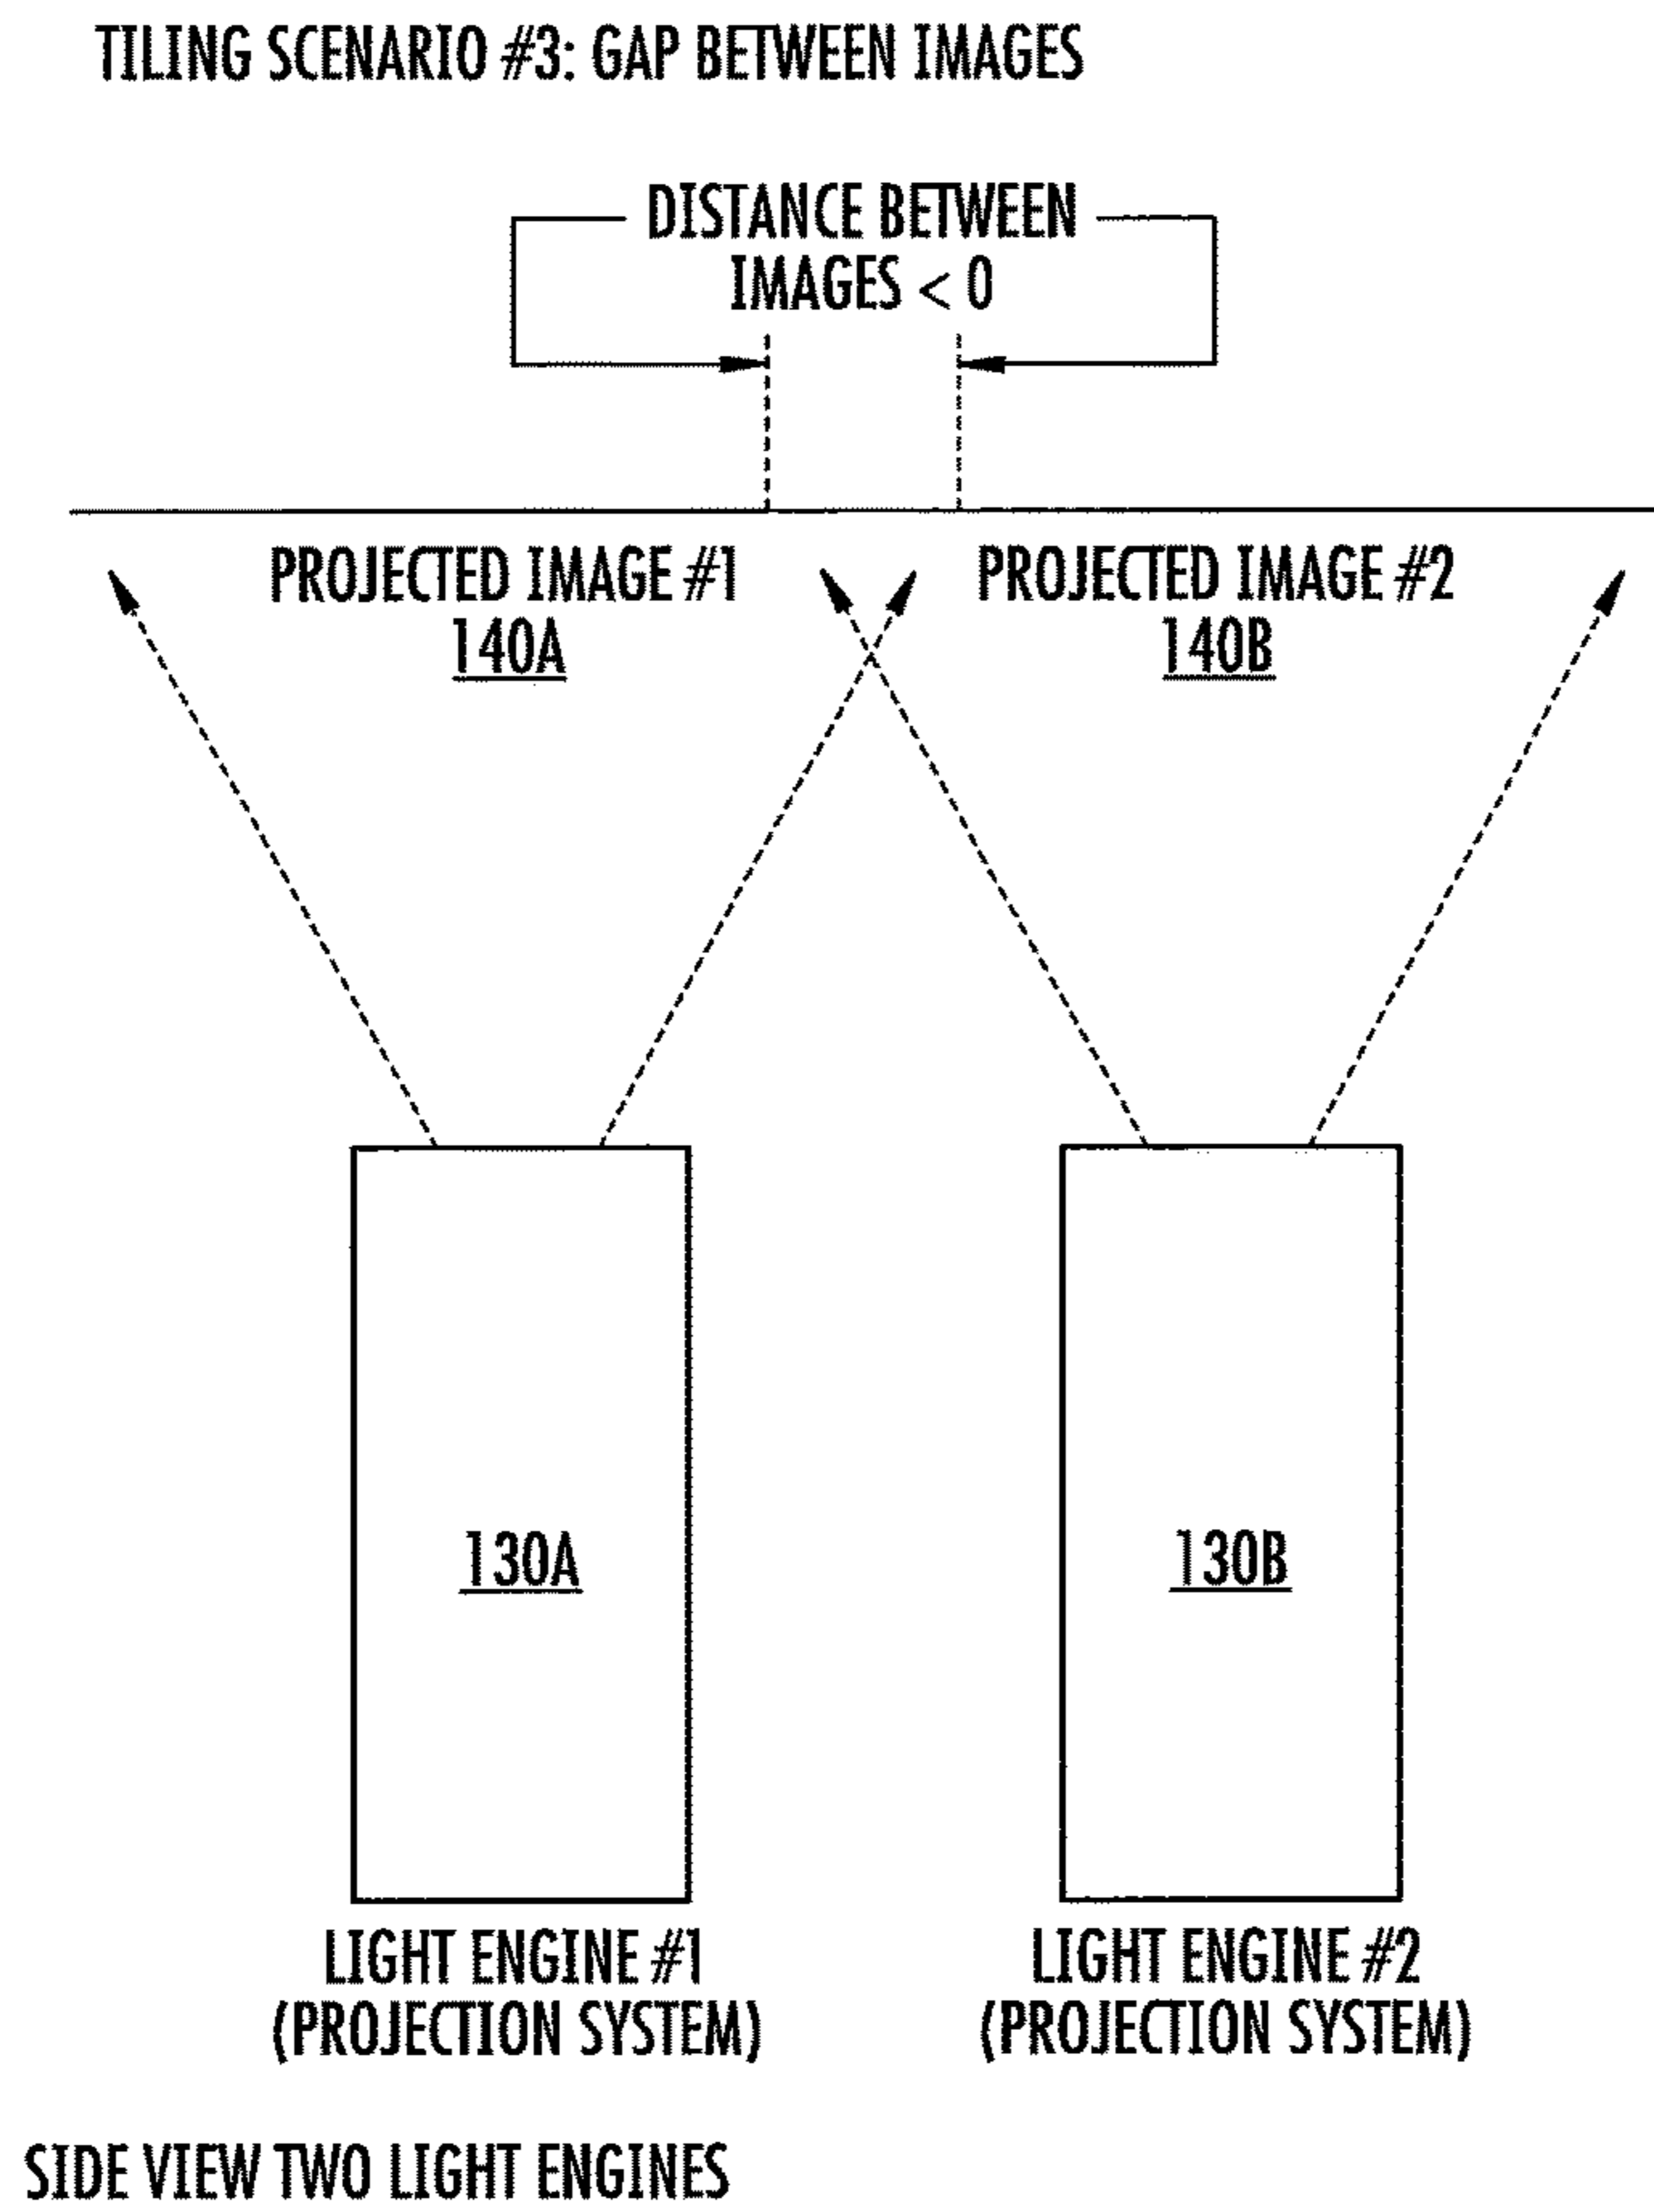 TILING SCENARIO #3: GAP BETWEEN IMAGES
DISTANCE BETWEEN
IMAGES < 0
PROJECTED IMAGE #1
140A
PROJECTED IMAGE #2
140B
130A
130B
LIGHT ENGINE #1
(PROJECTION SYSTEM)
LIGHT ENGINE #2
(PROJECTION SYSTEM)
SIDE VIEW TWO LIGHT ENGINES